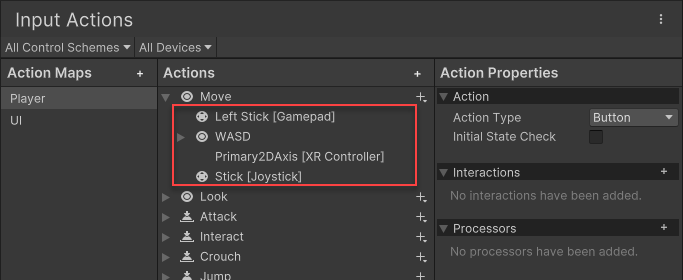 Input Actions
All Control Schemes All Devices
Action Maps + Actions + Action Properties
Player Move + Action
Left Stick [Gamepad] Action Type Button
UI WASD Initial State Check
Primary2DAxis [XR Controller]
Stick [Joystick] Interactions +
Look + No interactions have been added.
Attack +
Interact + Processors +
Crouch + No processors have been added.
Jump +